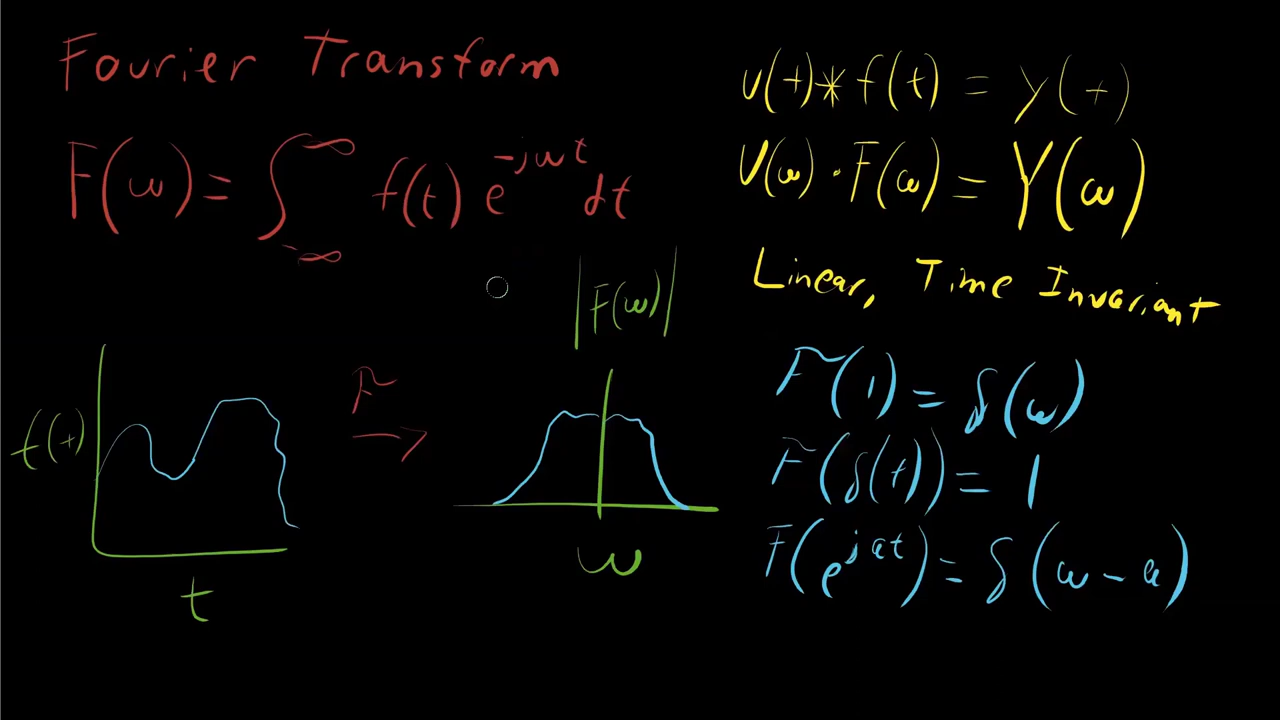 Fourier Transform
F(ω) = ∫_{-∞}^{∞} f(t) e^{-jωt} dt
u(t) * f(t) = y(t)
U(ω) · F(ω) = Y(ω)
Linear, Time Invariant
|F(ω)|
f(t)
t
F →
ω
F(1) = δ(ω)
F(δ(t)) = 1
F(e^{jat}) = δ(ω - a)